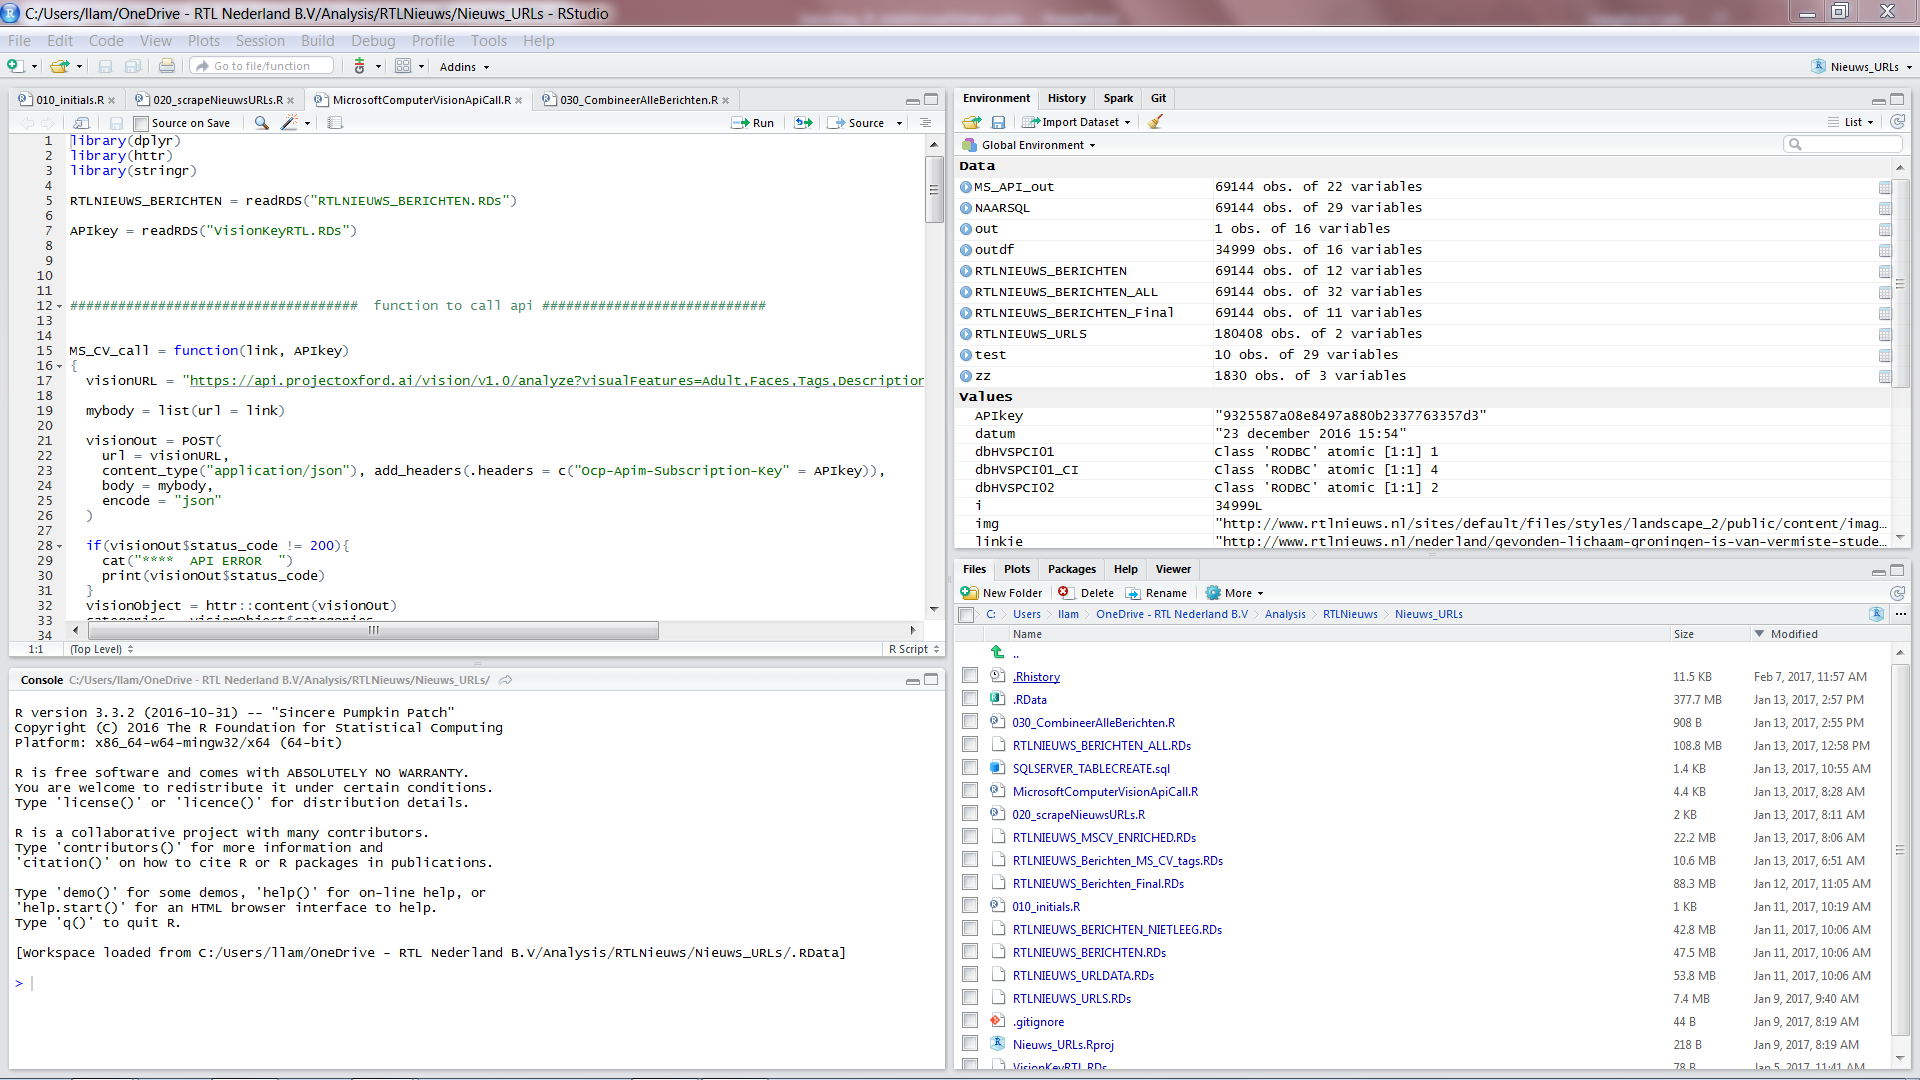 C:/Users/llam/OneDrive - RTL Nederland B.V/Analysis/RTLNieuws/Nieuws_URLs - RStudio
File Edit Code View Plots Session Build Debug Profile Tools Help
Go to file/function Addins Nieuws_URLs
010_initials.R 020_scrapeNieuwsURLs.R MicrosoftComputerVisionApiCall.R 030_CombineerAlleBerichten.R
Source on Save Run Source
1 library(dplyr)
2 library(httr)
3 library(stringr)
4
5 RTLNIEUWS_BERICHTEN = readRDS("RTLNIEUWS_BERICHTEN.RDs")
6
7 APIkey = readRDS("VisionKeyRTL.RDs")
8
9
10
11
12 #################################### function to call api ############################
13
14
15 MS_CV_call = function(link, APIkey)
16 {
17 visionURL = "https://api.projectoxford.ai/vision/v1.0/analyze?visualFeatures=Adult,Faces,Tags,Description
18
19 mybody = list(url = link)
20
21 visionOut = POST(
22 url = visionURL,
23 content_type("application/json"), add_headers(.headers = c("Ocp-Apim-Subscription-Key" = APIkey)),
24 body = mybody,
25 encode = "json"
26 )
27
28 if(visionOut$status_code != 200){
29 cat("**** API ERROR ")
30 print(visionOut$status_code)
31 }
32 visionObject = httr::content(visionOut)
33 categories = visionObject$categories
34
1:1 (Top Level) R Script
Console C:/Users/llam/OneDrive - RTL Nederland B.V/Analysis/RTLNieuws/Nieuws_URLs/
R version 3.3.2 (2016-10-31) -- "Sincere Pumpkin Patch"
Copyright (C) 2016 The R Foundation for Statistical Computing
Platform: x86_64-w64-mingw32/x64 (64-bit)
R is free software and comes with ABSOLUTELY NO WARRANTY.
You are welcome to redistribute it under certain conditions.
Type 'license()' or 'licence()' for distribution details.
R is a collaborative project with many contributors.
Type 'contributors()' for more information and
'citation()' on how to cite R or R packages in publications.
Type 'demo()' for some demos, 'help()' for on-line help, or
'help.start()' for an HTML browser interface to help.
Type 'q()' to quit R.
[Workspace loaded from C:/Users/llam/OneDrive - RTL Nederland B.V/Analysis/RTLNieuws/Nieuws_URLs/.RData]
>
Environment History Spark Git
Import Dataset List
Global Environment
Data
MS_API_out 69144 obs. of 22 variables
NAARSQL 69144 obs. of 29 variables
out 1 obs. of 16 variables
outdf 34999 obs. of 16 variables
RTLNIEUWS_BERICHTEN 69144 obs. of 12 variables
RTLNIEUWS_BERICHTEN_ALL 69144 obs. of 32 variables
RTLNIEUWS_BERICHTEN_Final 69144 obs. of 11 variables
RTLNIEUWS_URLS 180408 obs. of 2 variables
test 10 obs. of 29 variables
zz 1830 obs. of 3 variables
Values
APIkey "9325587a08e8497a880b2337763357d3"
datum "23 december 2016 15:54"
dbHVSPCI01 Class 'RODBC' atomic [1:1] 1
dbHVSPCI01_CI Class 'RODBC' atomic [1:1] 4
dbHVSPCI02 Class 'RODBC' atomic [1:1] 2
i 34999L
img "http://www.rtlnieuws.nl/sites/default/files/styles/landscape_2/public/content/imag...
linkie "http://www.rtlnieuws.nl/nederland/gevonden-lichaam-groningen-is-van-vermiste-stude...
Files Plots Packages Help Viewer
New Folder Delete Rename More
C: Users llam OneDrive - RTL Nederland B.V Analysis RTLNieuws Nieuws_URLs ...
Name Size Modified
..
.Rhistory 11.5 KB Feb 7, 2017, 11:57 AM
.RData 377.7 MB Jan 13, 2017, 2:57 PM
030_CombineerAlleBerichten.R 908 B Jan 13, 2017, 2:55 PM
RTLNIEUWS_BERICHTEN_ALL.RDs 108.8 MB Jan 13, 2017, 12:58 PM
SQLSERVER_TABLECREATE.sql 1.4 KB Jan 13, 2017, 10:55 AM
MicrosoftComputerVisionApiCall.R 4.4 KB Jan 13, 2017, 8:28 AM
020_scrapeNieuwsURLs.R 2 KB Jan 13, 2017, 8:11 AM
RTLNIEUWS_MSCV_ENRICHED.RDs 22.2 MB Jan 13, 2017, 8:06 AM
RTLNIEUWS_Berichten_MS_CV_tags.RDs 10.6 MB Jan 13, 2017, 6:51 AM
RTLNIEUWS_Berichten_Final.RDs 88.3 MB Jan 12, 2017, 11:05 AM
010_initials.R 1 KB Jan 11, 2017, 10:19 AM
RTLNIEUWS_BERICHTEN_NIETLEEG.RDs 42.8 MB Jan 11, 2017, 10:06 AM
RTLNIEUWS_BERICHTEN.RDs 47.5 MB Jan 11, 2017, 10:06 AM
RTLNIEUWS_URLDATA.RDs 53.8 MB Jan 11, 2017, 10:06 AM
RTLNIEUWS_URLS.RDs 7.4 MB Jan 9, 2017, 9:40 AM
.gitignore 44 B Jan 9, 2017, 8:19 AM
Nieuws_URLs.Rproj 218 B Jan 9, 2017, 8:19 AM
VisionKeyRTL.RDs 78 B Jan 5, 2017, 11:41 AM